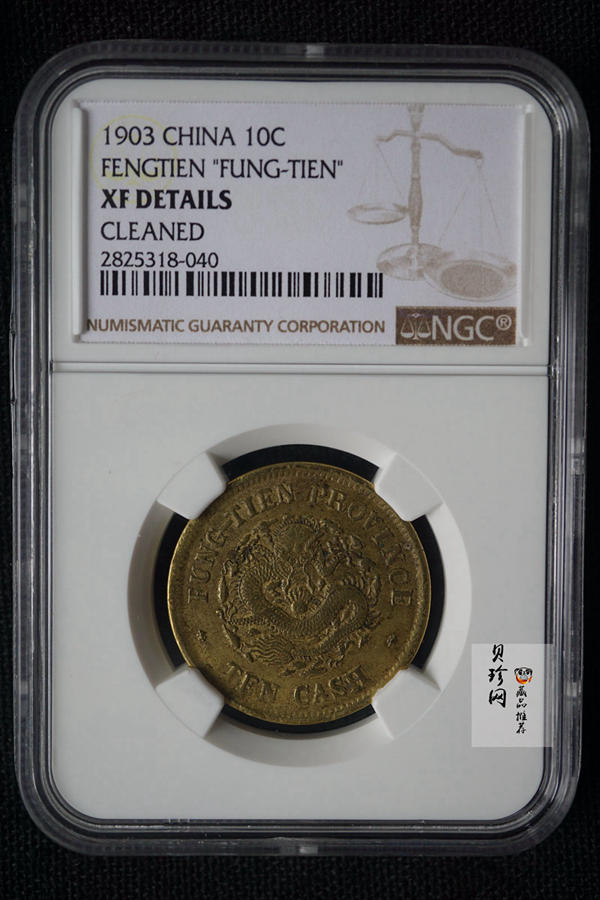 1903 CHINA 10C
FENGTIEN "FUNG-TIEN"
XF DETAILS
CLEANED
2825318-040
NUMISMATIC GUARANTY CORPORATION
NGC®
FUNG-TIEN PROVINCE
TEN CASH
贝珍网
藏品
推荐